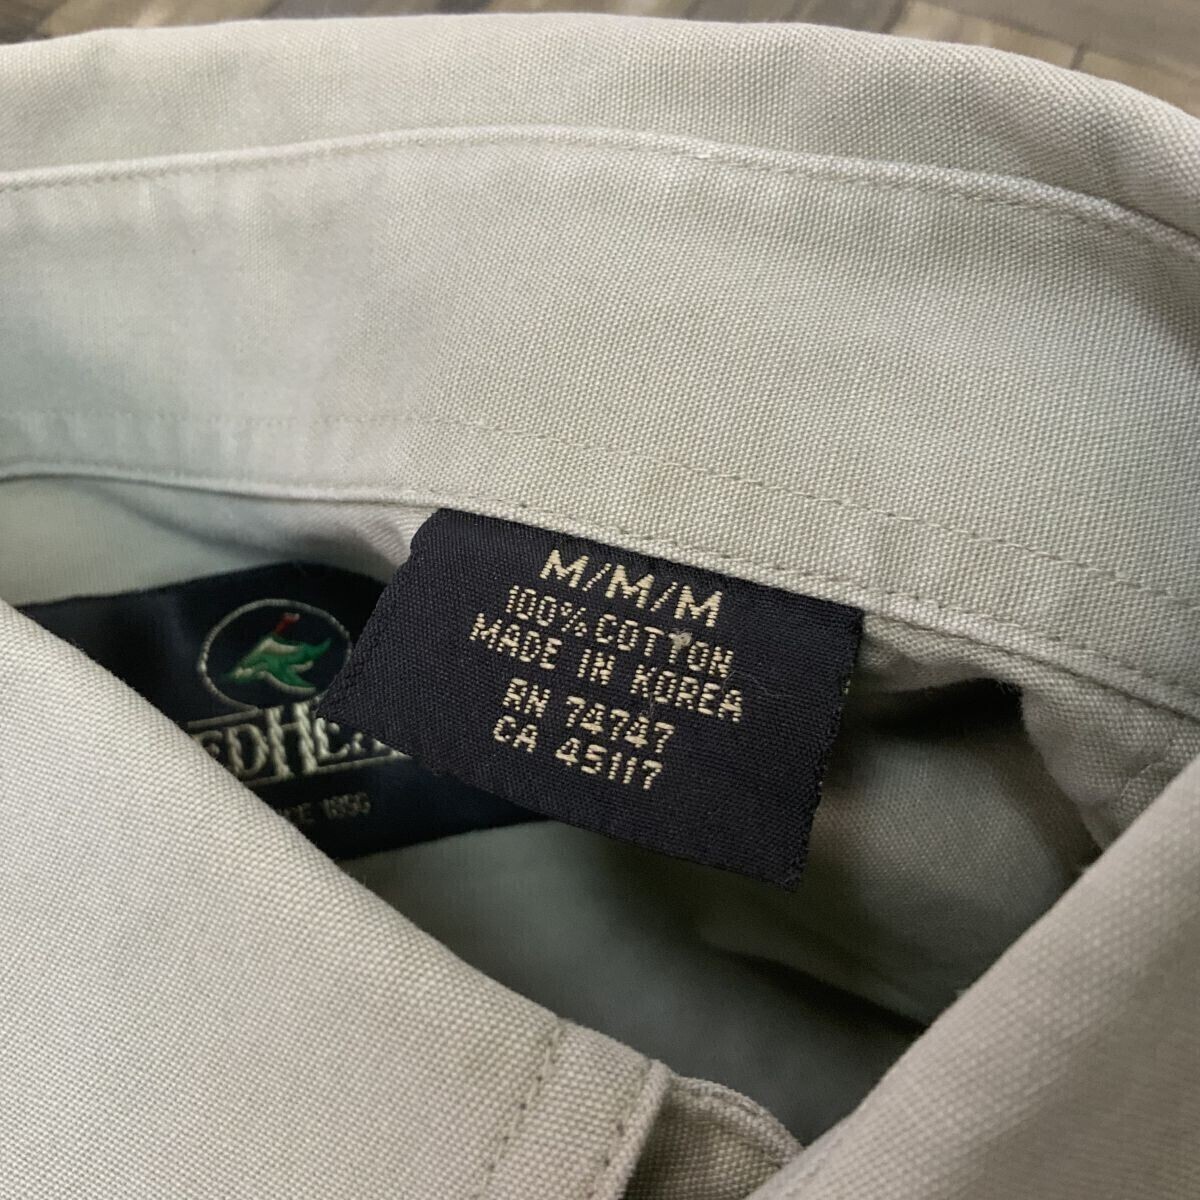 M/M/M
100% COTTON
MADE IN KOREA
RN 74747
CA 45117